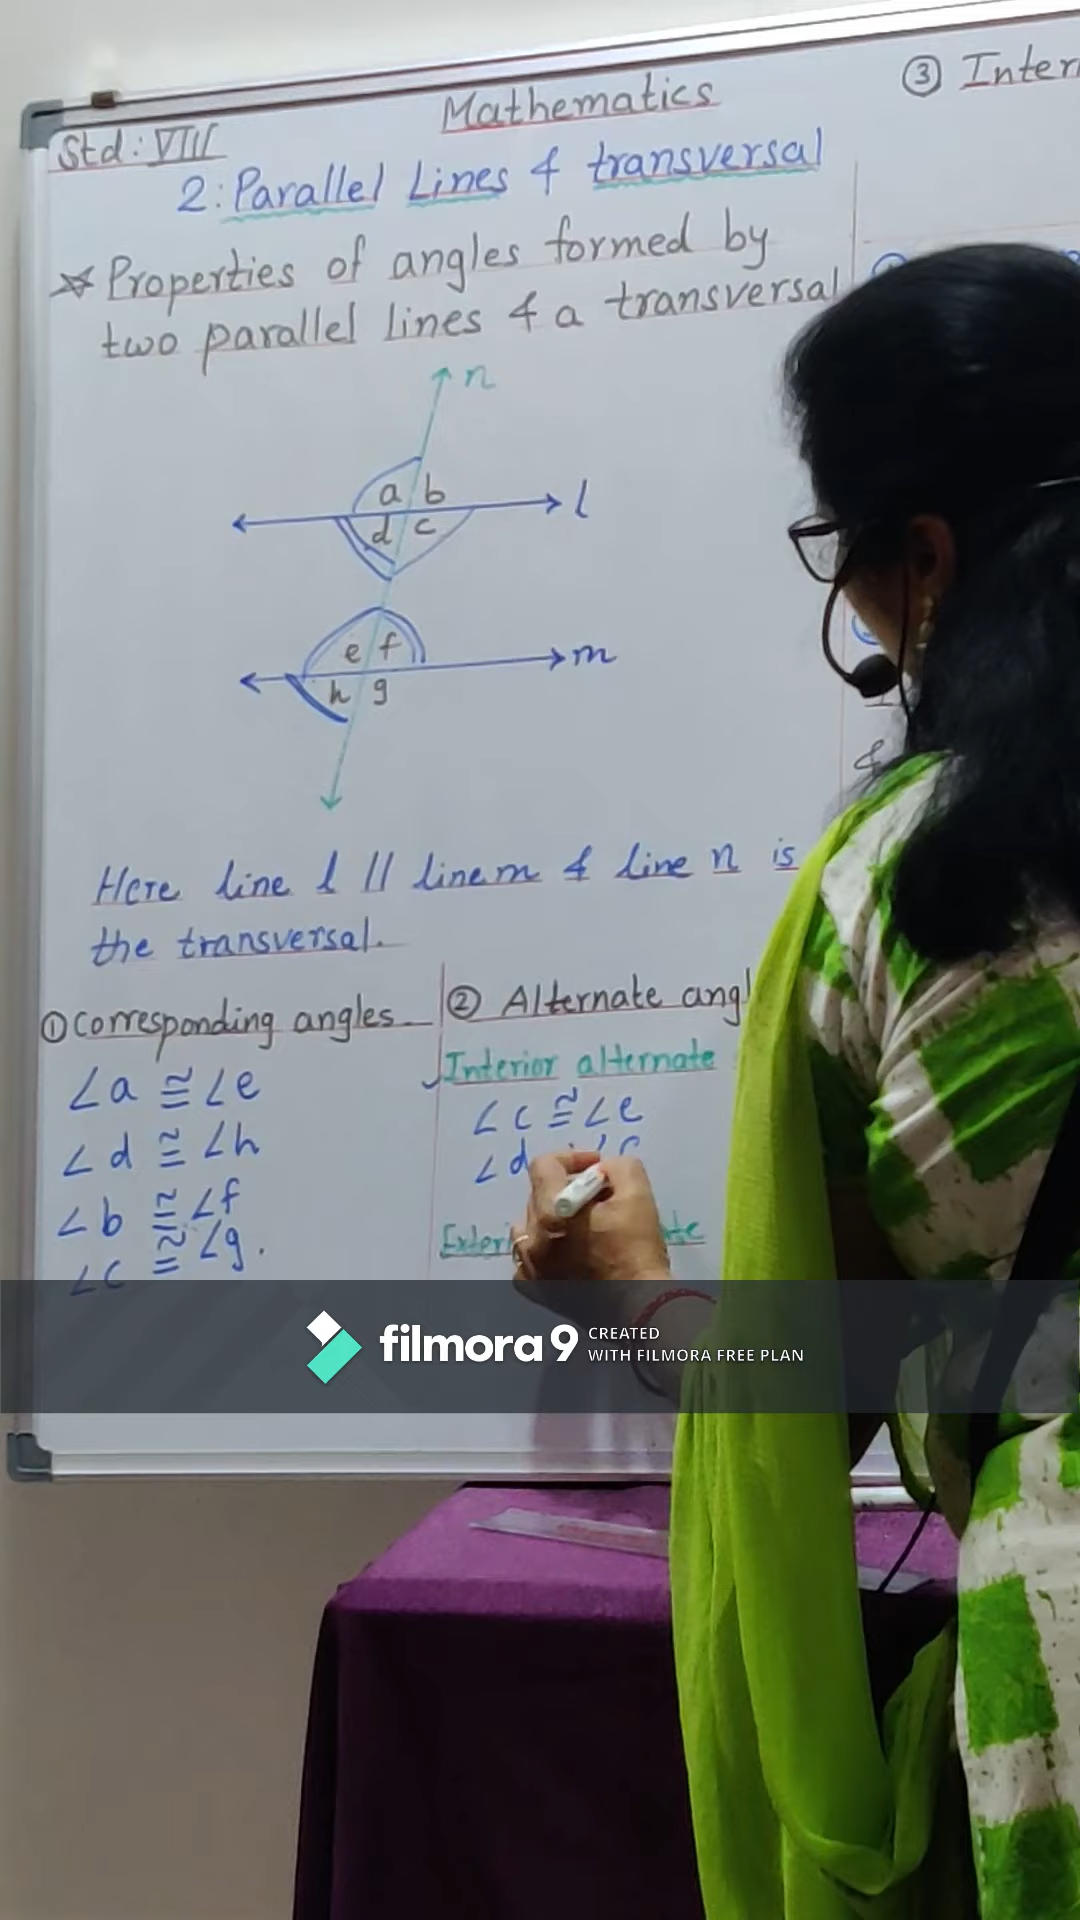 Mathematics
③ Inter
Std: VIII
2: Parallel Lines & transversal
Properties of angles formed by
two parallel lines & a transversal
n
a b
l
d c
e f
m
h g
&
Here line l || line m & line n is
the transversal.
① Corresponding angles
∠a ≅ ∠e
∠d ≅ ∠h
∠b ≅ ∠f
∠c ≅ ∠g.
② Alternate angl
Interior alternate
∠c ≅ ∠e
∠d
Exteri
filmora9 CREATED
WITH FILMORA FREE PLAN